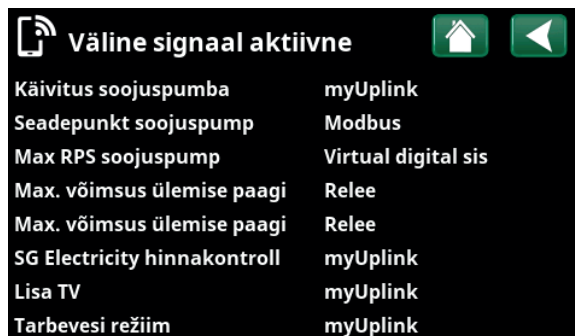 Väline signaal aktiivne
Käivitus soojuspumba myUplink
Seadepunkt soojuspump Modbus
Max RPS soojuspump Virtual digital sis
Max. võimsus ülemise paagi Relee
Max. võimsus ülemise paagi Relee
SG Electricity hinnakontroll myUplink
Lisa TV myUplink
Tarbevesi režiim myUplink